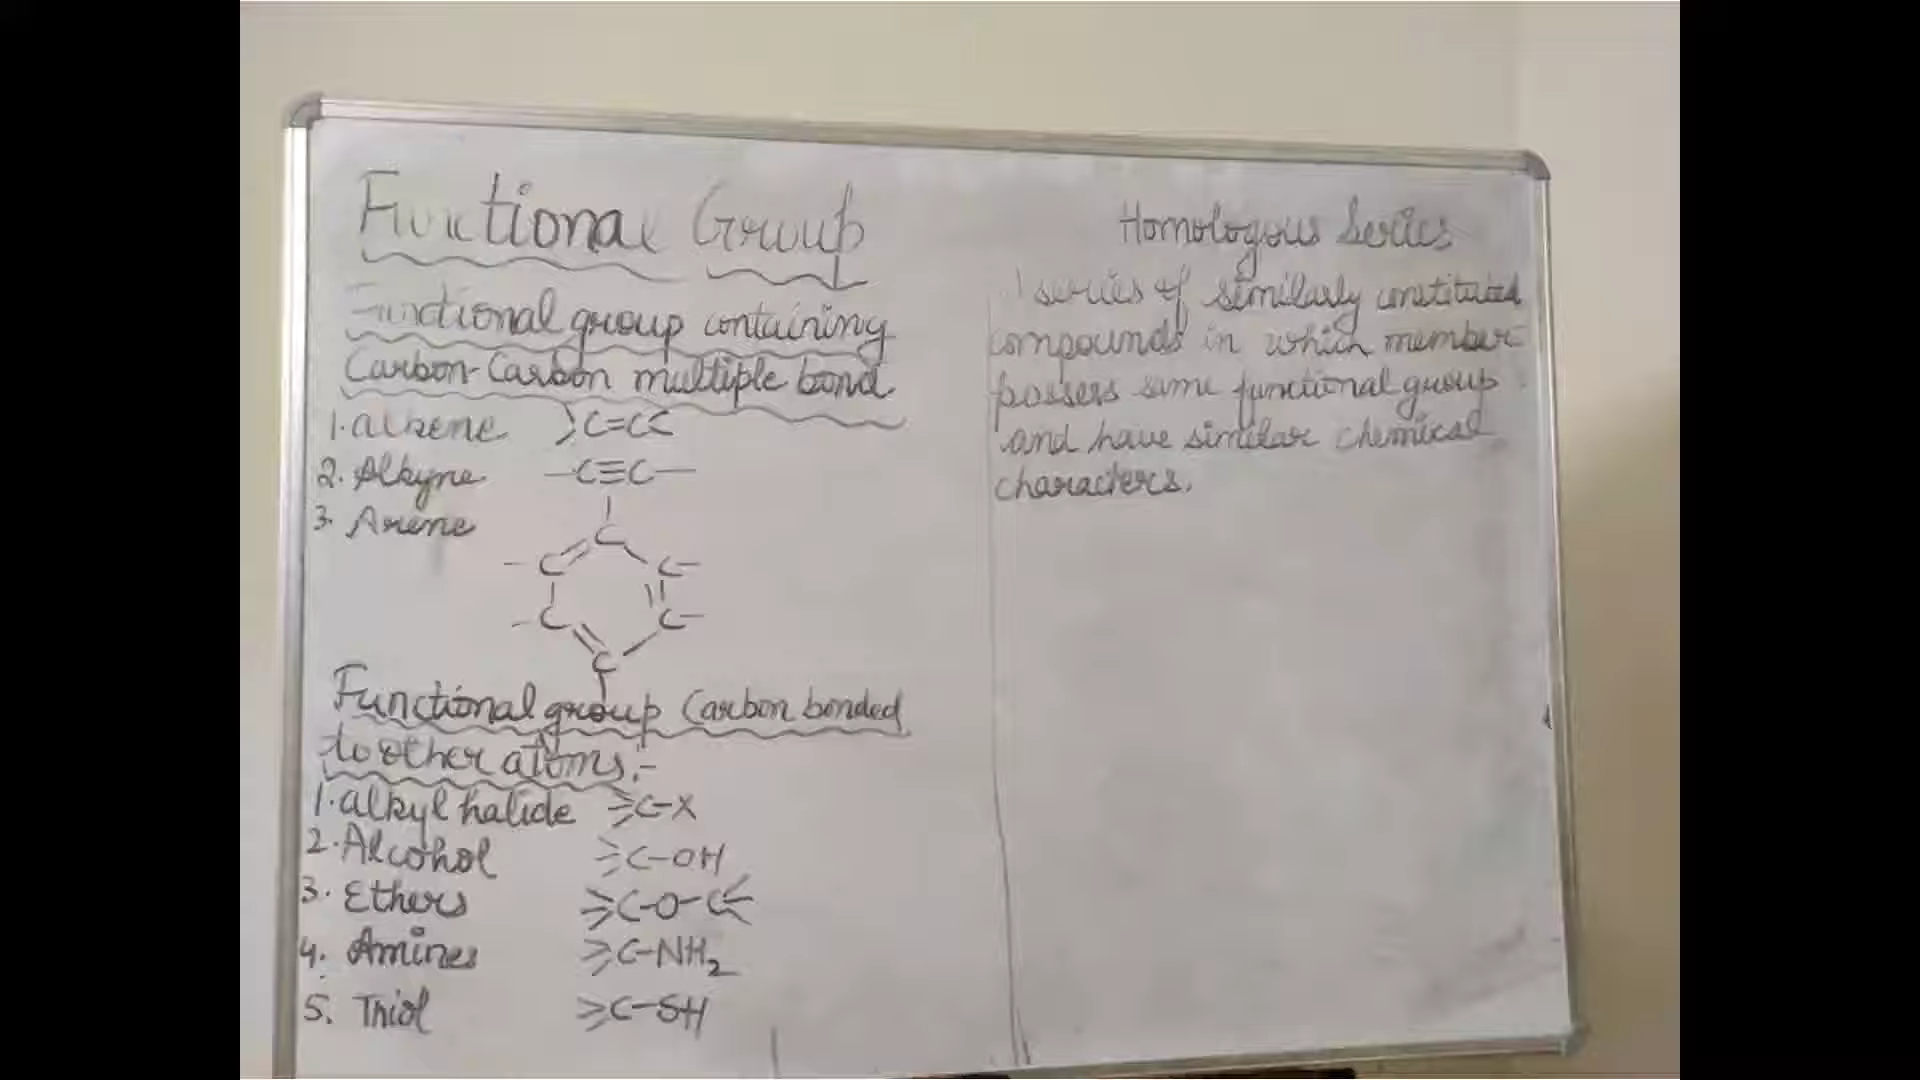 Functional Group
Functional group containing
Carbon-Carbon multiple bond
1. alkene >C=C<
2. Alkyne -C≡C-
3. Arene
C
-C C-
-C C-
C
Functional group Carbon bonded
to other atoms:-
1. alkyl halide C-X
2. Alcohol C-OH
3. Ethers C-O-C
4. Amines C-NH₂
5. Thiol C-SH
Homologous Series
series of similarly constituted
compounds in which member
possers same functional group
and have similar chemical
characters.